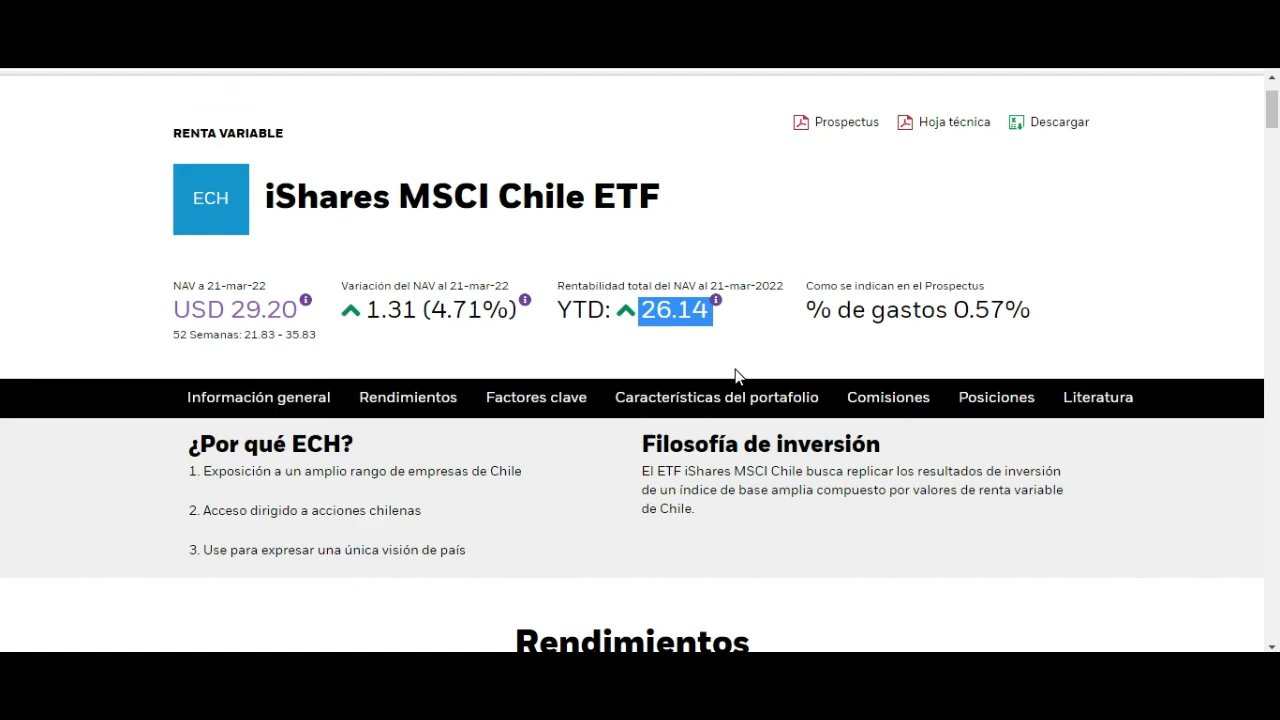 Prospectus
Hoja técnica
Descargar
RENTA VARIABLE
ECH
iShares MSCI Chile ETF
NAV a 21-mar-22
USD 29.20
52 Semanas: 21.83 - 35.83
Variación del NAV al 21-mar-22
1.31 (4.71%)
Rentabilidad total del NAV al 21-mar-2022
YTD: 26.14
Como se indican en el Prospectus
% de gastos 0.57%
Información general
Rendimientos
Factores clave
Características del portafolio
Comisiones
Posiciones
Literatura
¿Por qué ECH?
1. Exposición a un amplio rango de empresas de Chile
2. Acceso dirigido a acciones chilenas
3. Use para expresar una única visión de país
Filosofía de inversión
El ETF iShares MSCI Chile busca replicar los resultados de inversión
de un índice de base amplia compuesto por valores de renta variable
de Chile.
Rendimientos